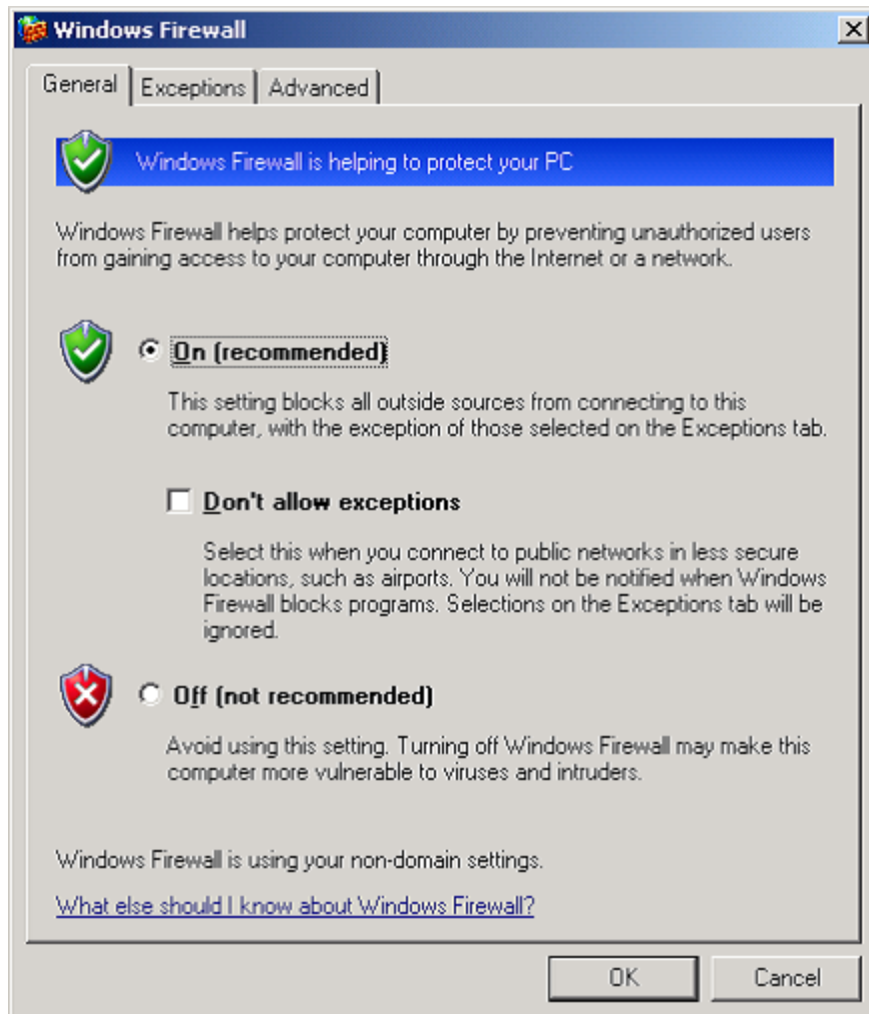 Windows Firewall
General Exceptions Advanced
Windows Firewall is helping to protect your PC
Windows Firewall helps protect your computer by preventing unauthorized users
from gaining access to your computer through the Internet or a network.
On (recommended)
This setting blocks all outside sources from connecting to this
computer, with the exception of those selected on the Exceptions tab.
Don't allow exceptions
Select this when you connect to public networks in less secure
locations, such as airports. You will not be notified when Windows
Firewall blocks programs. Selections on the Exceptions tab will be
ignored.
Off (not recommended)
Avoid using this setting. Turning off Windows Firewall may make this
computer more vulnerable to viruses and intruders.
Windows Firewall is using your non-domain settings.
What else should I know about Windows Firewall?
OK Cancel